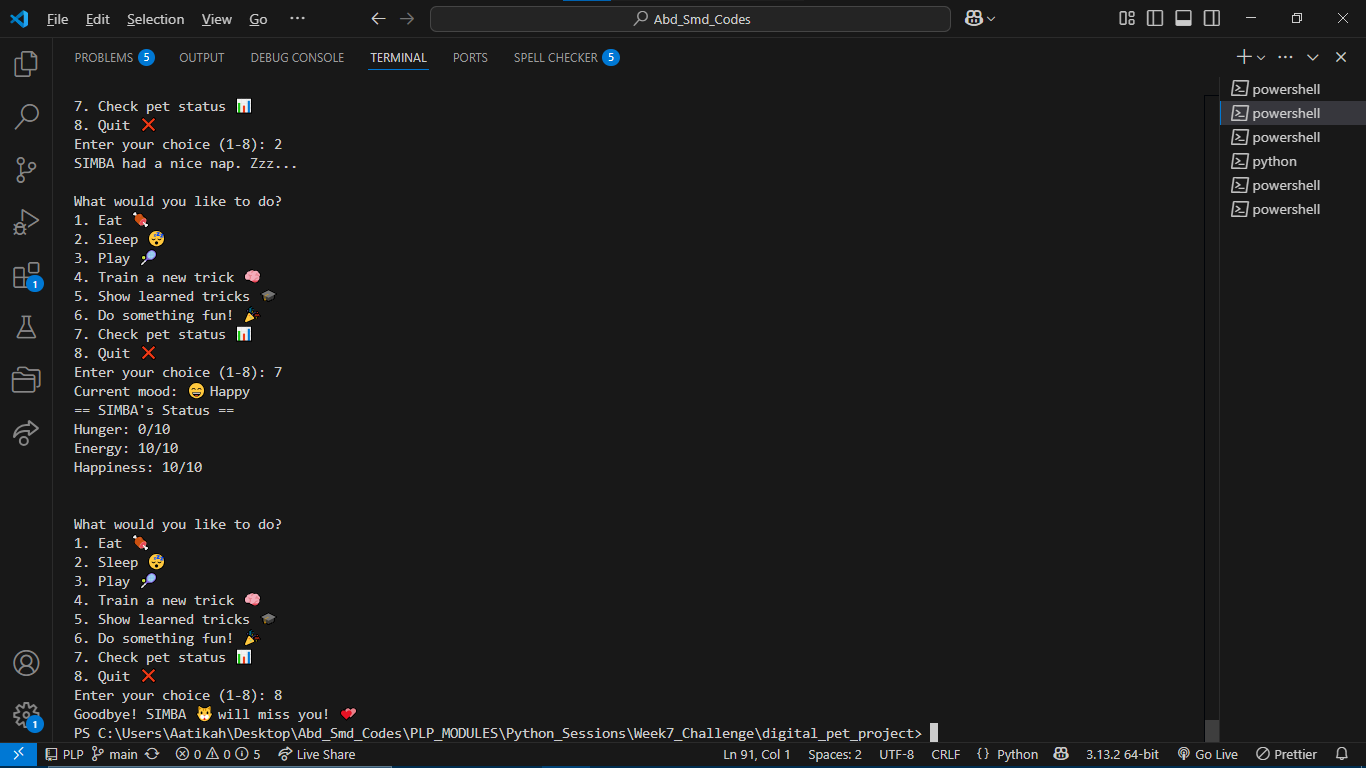 File Edit Selection View Go ··· Abd_Smd_Codes
PROBLEMS 5 OUTPUT DEBUG CONSOLE TERMINAL PORTS SPELL CHECKER 5
powershell
powershell
powershell
python
powershell
powershell
7. Check pet status 📊
8. Quit ❌
Enter your choice (1-8): 2
SIMBA had a nice nap. Zzz...
What would you like to do?
1. Eat 🍖
2. Sleep 😴
3. Play 🎾
4. Train a new trick 🧠
5. Show learned tricks 🎓
6. Do something fun! 🎉
7. Check pet status 📊
8. Quit ❌
Enter your choice (1-8): 7
Current mood: 😄 Happy
== SIMBA's Status ==
Hunger: 0/10
Energy: 10/10
Happiness: 10/10
What would you like to do?
1. Eat 🍖
2. Sleep 😴
3. Play 🎾
4. Train a new trick 🧠
5. Show learned tricks 🎓
6. Do something fun! 🎉
7. Check pet status 📊
8. Quit ❌
Enter your choice (1-8): 8
Goodbye! SIMBA 🐯 will miss you! 💕
PS C:\Users\Aatikah\Desktop\Abd_Smd_Codes\PLP_MODULES\Python_Sessions\Week7_Challenge\digital_pet_project>
1
1
PLP main 0 0 5 Live Share Ln 91, Col 1 Spaces: 2 UTF-8 CRLF {} Python 3.13.2 64-bit Go Live Prettier